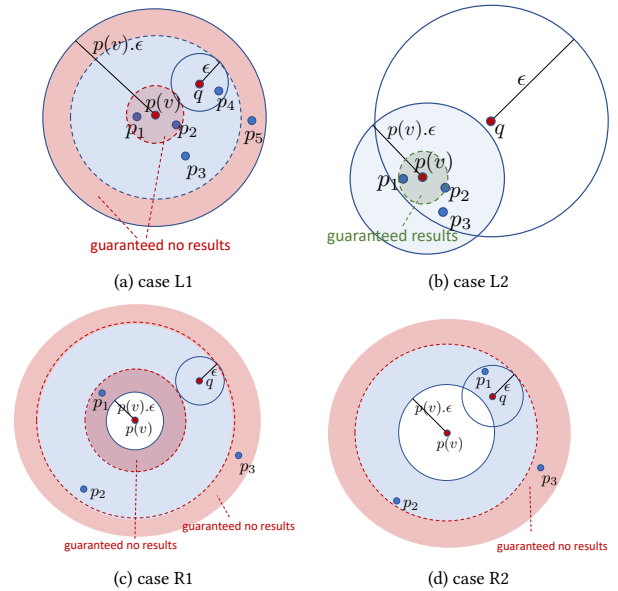 p(v).ϵ
ϵ
q
p(v)
p₁
p₂
p₃
p₄
p₅
guaranteed no results
(a) case L1
ϵ
q
p(v).ϵ
p(v)
p₁
p₂
p₃
guaranteed results
(b) case L2
ϵ
q
p₁
p(v).ϵ
p(v)
p₂
p₃
guaranteed no results
guaranteed no results
(c) case R1
p₁
ϵ
q
p(v).ϵ
p(v)
p₂
p₃
guaranteed no results
(d) case R2